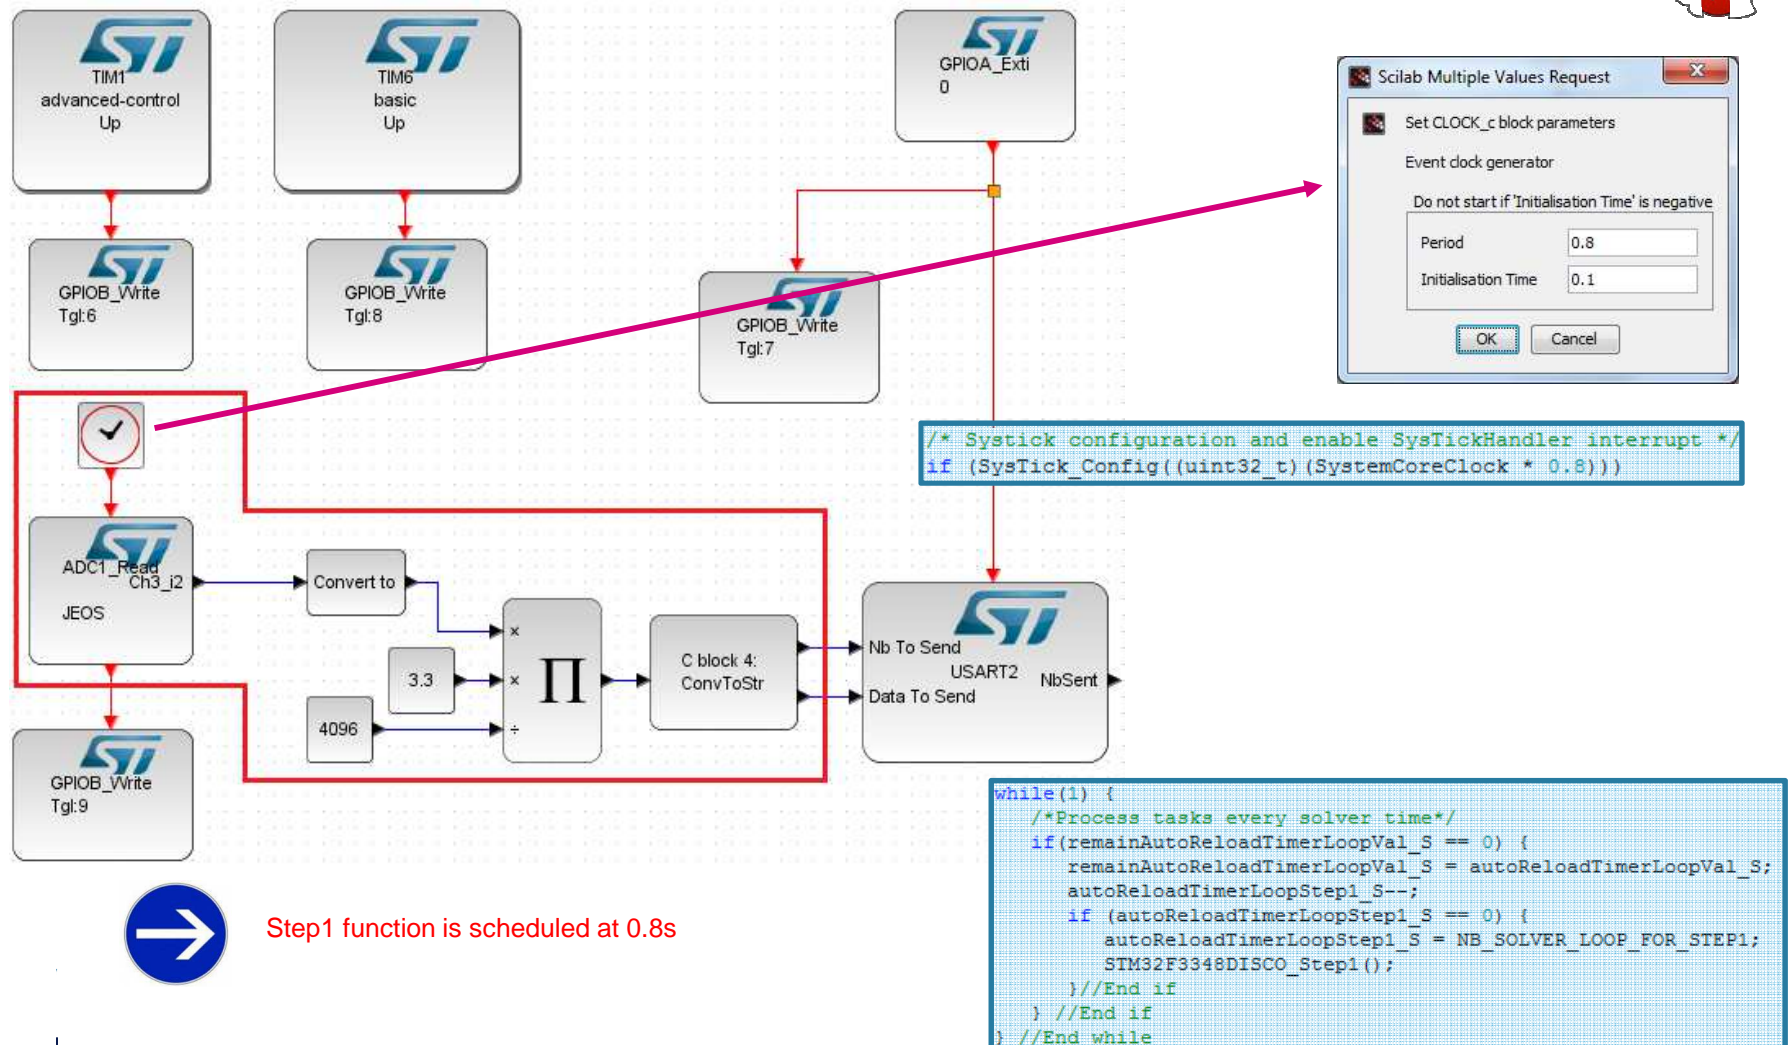 TIM1
advanced-control
Up
TIM6
basic
Up
GPIOA_Exti
0
GPIOB_Write
Tgl:6
GPIOB_Write
Tgl:8
GPIOB_Write
Tgl:7
Scilab Multiple Values Request
Set CLOCK_c block parameters
Event clock generator
Do not start if 'Initialisation Time' is negative
Period 0.8
Initialisation Time 0.1
OK Cancel
/* Systick configuration and enable SysTickHandler interrupt */
if (SysTick_Config((uint32_t)(SystemCoreClock * 0.8)))
ADC1_Read
Ch3_i2
JEOS
Convert to
3.3
4096
×
×
÷
∏
C block 4:
ConvToStr
Nb To Send
USART2
NbSent
Data To Send
GPIOB_Write
Tgl:9
Step1 function is scheduled at 0.8s
while(1) {
/*Process tasks every solver time*/
if(remainAutoReloadTimerLoopVal_S == 0) {
remainAutoReloadTimerLoopVal_S = autoReloadTimerLoopVal_S;
autoReloadTimerLoopStep1_S--;
if (autoReloadTimerLoopStep1_S == 0) {
autoReloadTimerLoopStep1_S = NB_SOLVER_LOOP_FOR_STEP1;
STM32F3348DISCO_Step1();
}//End if
} //End if
} //End while